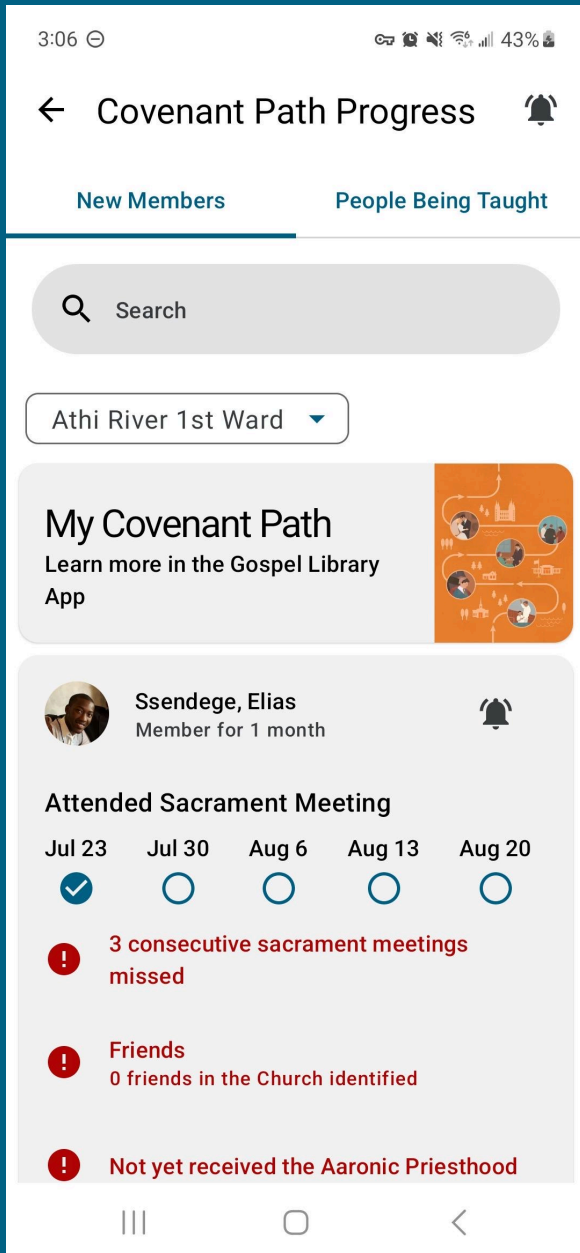 3:06
43%
Covenant Path Progress
New Members
People Being Taught
Search
Athi River 1st Ward
My Covenant Path
Learn more in the Gospel Library
App
Ssendege, Elias
Member for 1 month
Attended Sacrament Meeting
Jul 23 Jul 30 Aug 6 Aug 13 Aug 20
3 consecutive sacrament meetings
missed
Friends
0 friends in the Church identified
Not yet received the Aaronic Priesthood